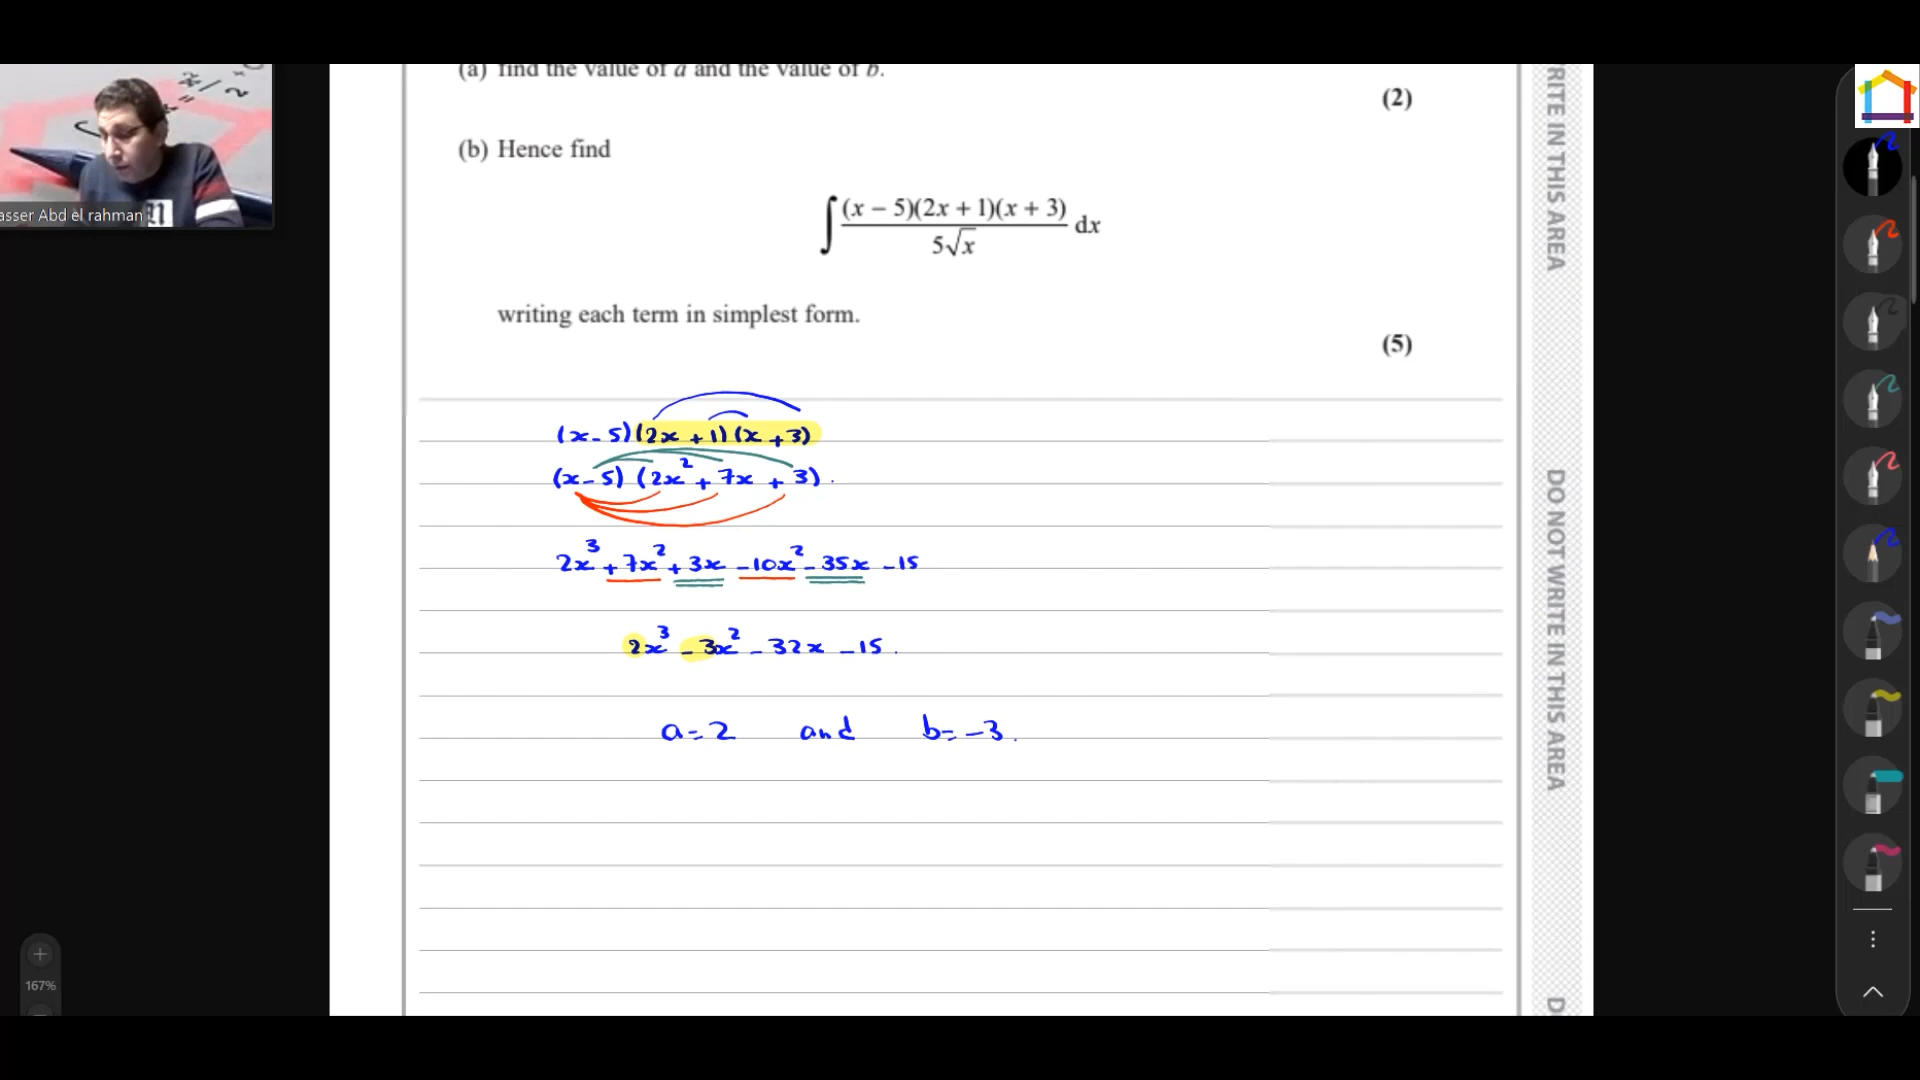 (a) find the value of a and the value of b.
(2)
(b) Hence find
∫ (x − 5)(2x + 1)(x + 3) / 5√x dx
writing each term in simplest form.
(5)
(x - 5)(2x + 1)(x + 3)
(x - 5)(2x² + 7x + 3).
2x³ + 7x² + 3x - 10x² - 35x - 15
2x³ - 3x² - 32x - 15.
a = 2 and b = -3.
asser Abd el rahman
RITE IN THIS AREA
DO NOT WRITE IN THIS AREA
D
167%